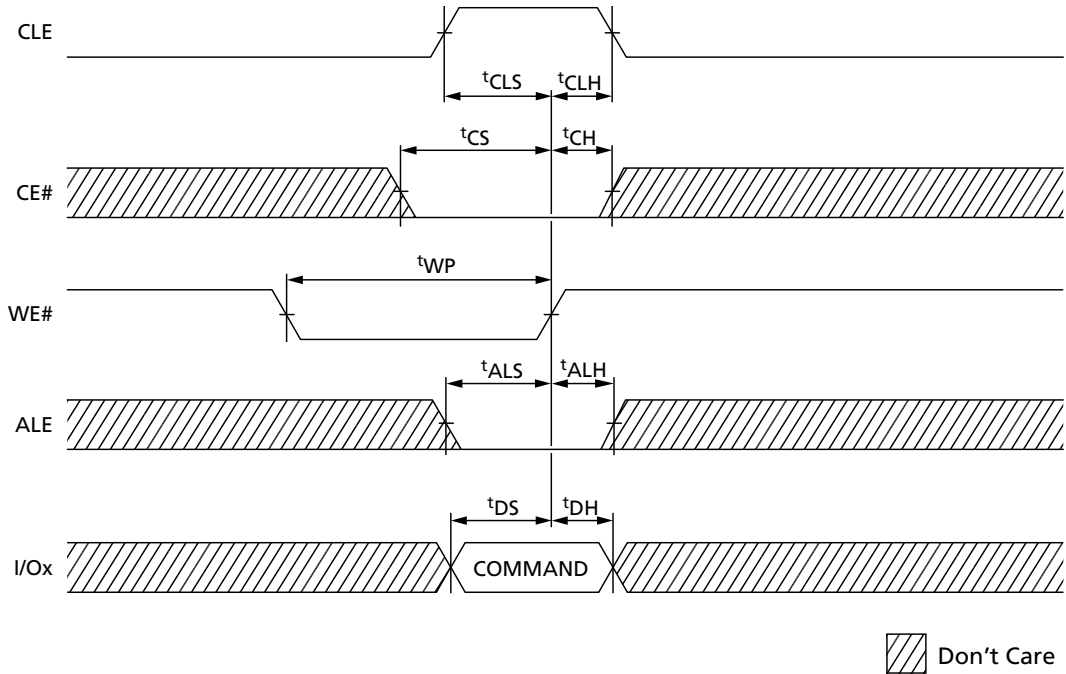 CLE
tCLS
tCLH
tCS
tCH
CE#
tWP
WE#
tALS
tALH
ALE
tDS
tDH
I/Ox
COMMAND
Don't Care